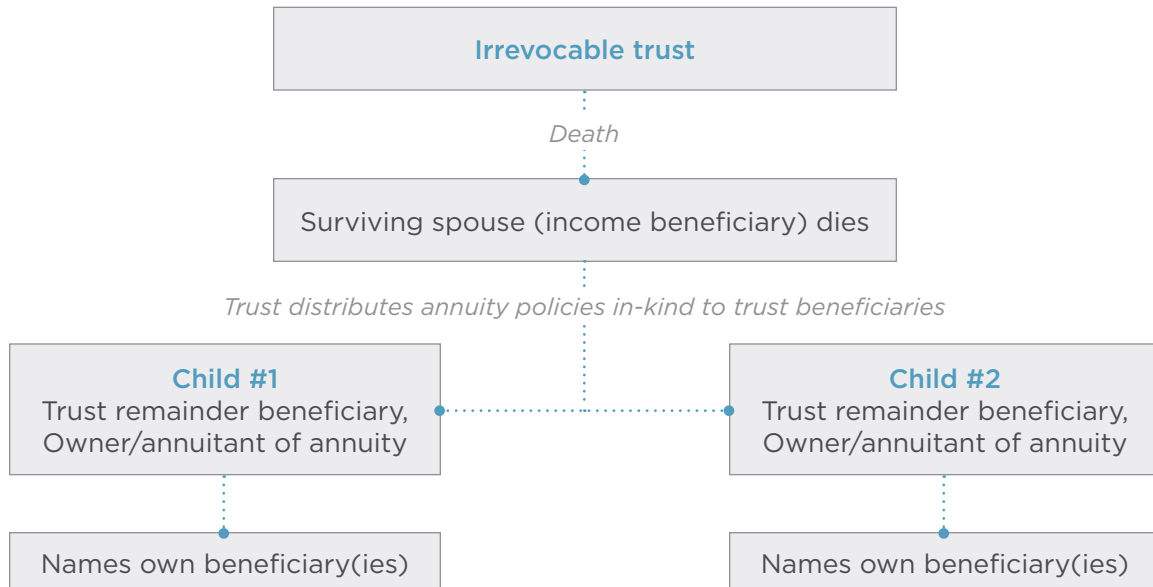 Irrevocable trust
Death
Surviving spouse (income beneficiary) dies
Trust distributes annuity policies in-kind to trust beneficiaries
Child #1
Trust remainder beneficiary,
Owner/annuitant of annuity
Child #2
Trust remainder beneficiary,
Owner/annuitant of annuity
Names own beneficiary(ies)
Names own beneficiary(ies)